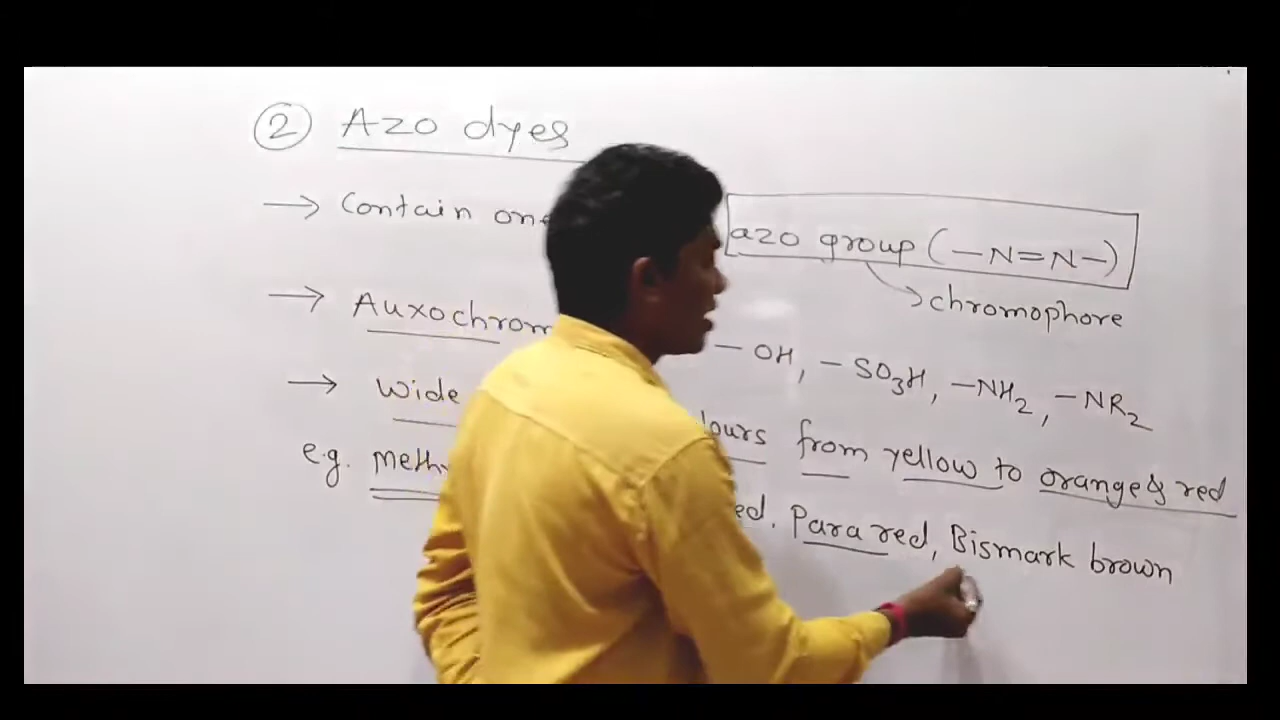 ② Azo dyes
→ Contain one azo group (-N=N-)
→ chromophore
→ Auxochrom -OH, -SO3H, -NH2, -NR2
→ Wide lours from yellow to orange & red
e.g. Methy ed. Para red, Bismark brown